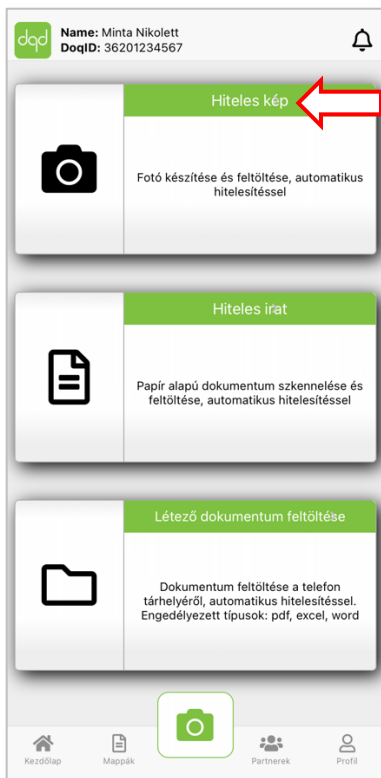 dqd
Name: Minta Nikolett
DoqID: 36201234567
Hiteles kép
Fotó készítése és feltöltése, automatikus
hitelesítéssel
Hiteles irat
Papír alapú dokumentum szkennelése és
feltöltése, automatikus hitelesítéssel
Létező dokumentum feltöltése
Dokumentum feltöltése a telefon
tárhelyéről, automatikus hitelesítéssel.
Engedélyezett típusok: pdf, excel, word
Kezdőlap
Mappák
Partnerek
Profil